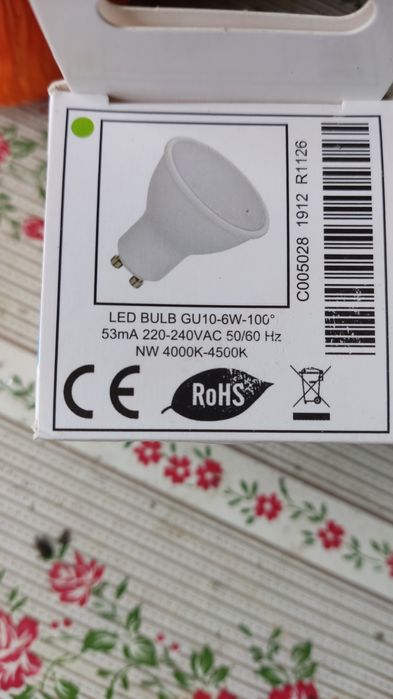 LED BULB GU10-6W-100°
53mA 220-240VAC 50/60 Hz
NW 4000K-4500K
CE
RoHS
C005028 1912 R1126